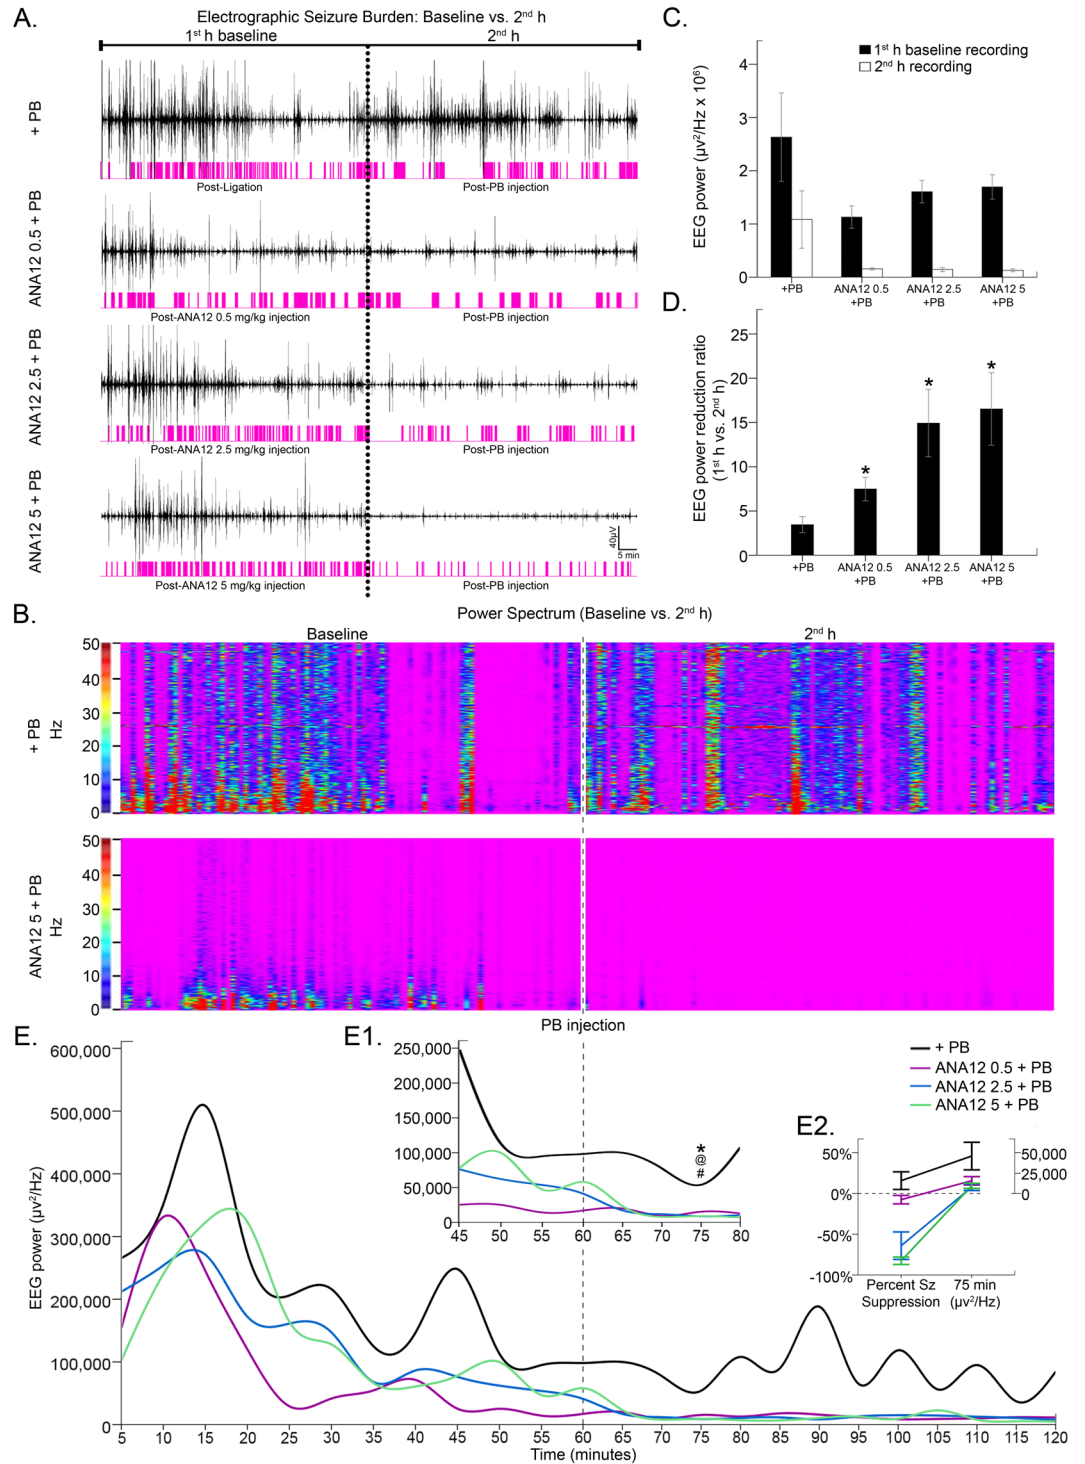 A.
Electrographic Seizure Burden: Baseline vs. 2nd h
1st h baseline
2nd h
+ PB
Post-Ligation
Post-PB injection
ANA12 0.5 + PB
Post-ANA12 0.5 mg/kg injection
Post-PB injection
ANA12 2.5 + PB
Post-ANA12 2.5 mg/kg injection
Post-PB injection
ANA12 5 + PB
40µV
5 min
Post-ANA12 5 mg/kg injection
Post-PB injection
C.
EEG power (µv²/Hz x 10⁶)
4
3
2
1
0
1st h baseline recording
2nd h recording
+PB
ANA12 0.5
+PB
ANA12 2.5
+PB
ANA12 5
+PB
D.
EEG power reduction ratio
(1st h vs. 2nd h)
25
20
15
10
5
0
*
*
*
+PB
ANA12 0.5
+PB
ANA12 2.5
+PB
ANA12 5
+PB
B.
Power Spectrum (Baseline vs. 2nd h)
Baseline
2nd h
+ PB
Hz
50
40
30
20
10
0
ANA12 5 + PB
Hz
50
40
30
20
10
0
PB injection
E.
EEG power (µv²/Hz)
600,000
500,000
400,000
300,000
200,000
100,000
0
5 10 15 20 25 30 35 40 45 50 55 60 65 70 75 80 85 90 95 100 105 110 115 120
Time (minutes)
E1.
250,000
200,000
150,000
100,000
50,000
0
*
@
#
45 50 55 60 65 70 75 80
+ PB
ANA12 0.5 + PB
ANA12 2.5 + PB
ANA12 5 + PB
E2.
50%
0%
-50%
-100%
50,000
25,000
0
Percent Sz
Suppression
75 min
(µv²/Hz)